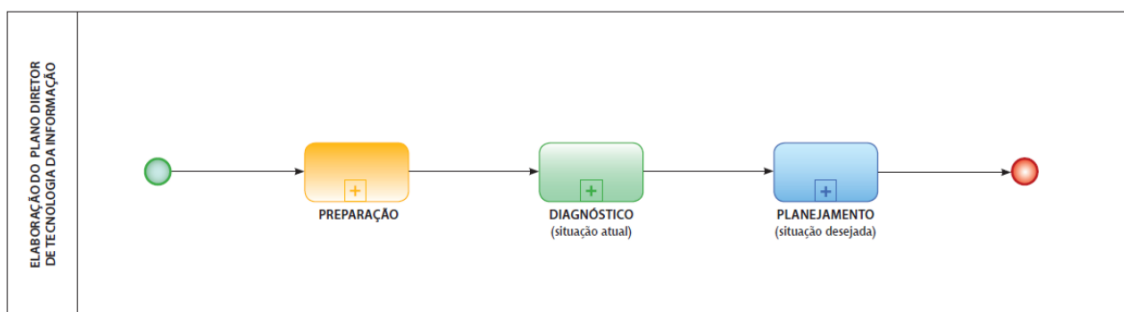 ELABORAÇÃO DO PLANO DIRETOR
DE TECNOLOGIA DA INFORMAÇÃO
PREPARAÇÃO
DIAGNÓSTICO
(situação atual)
PLANEJAMENTO
(situação desejada)